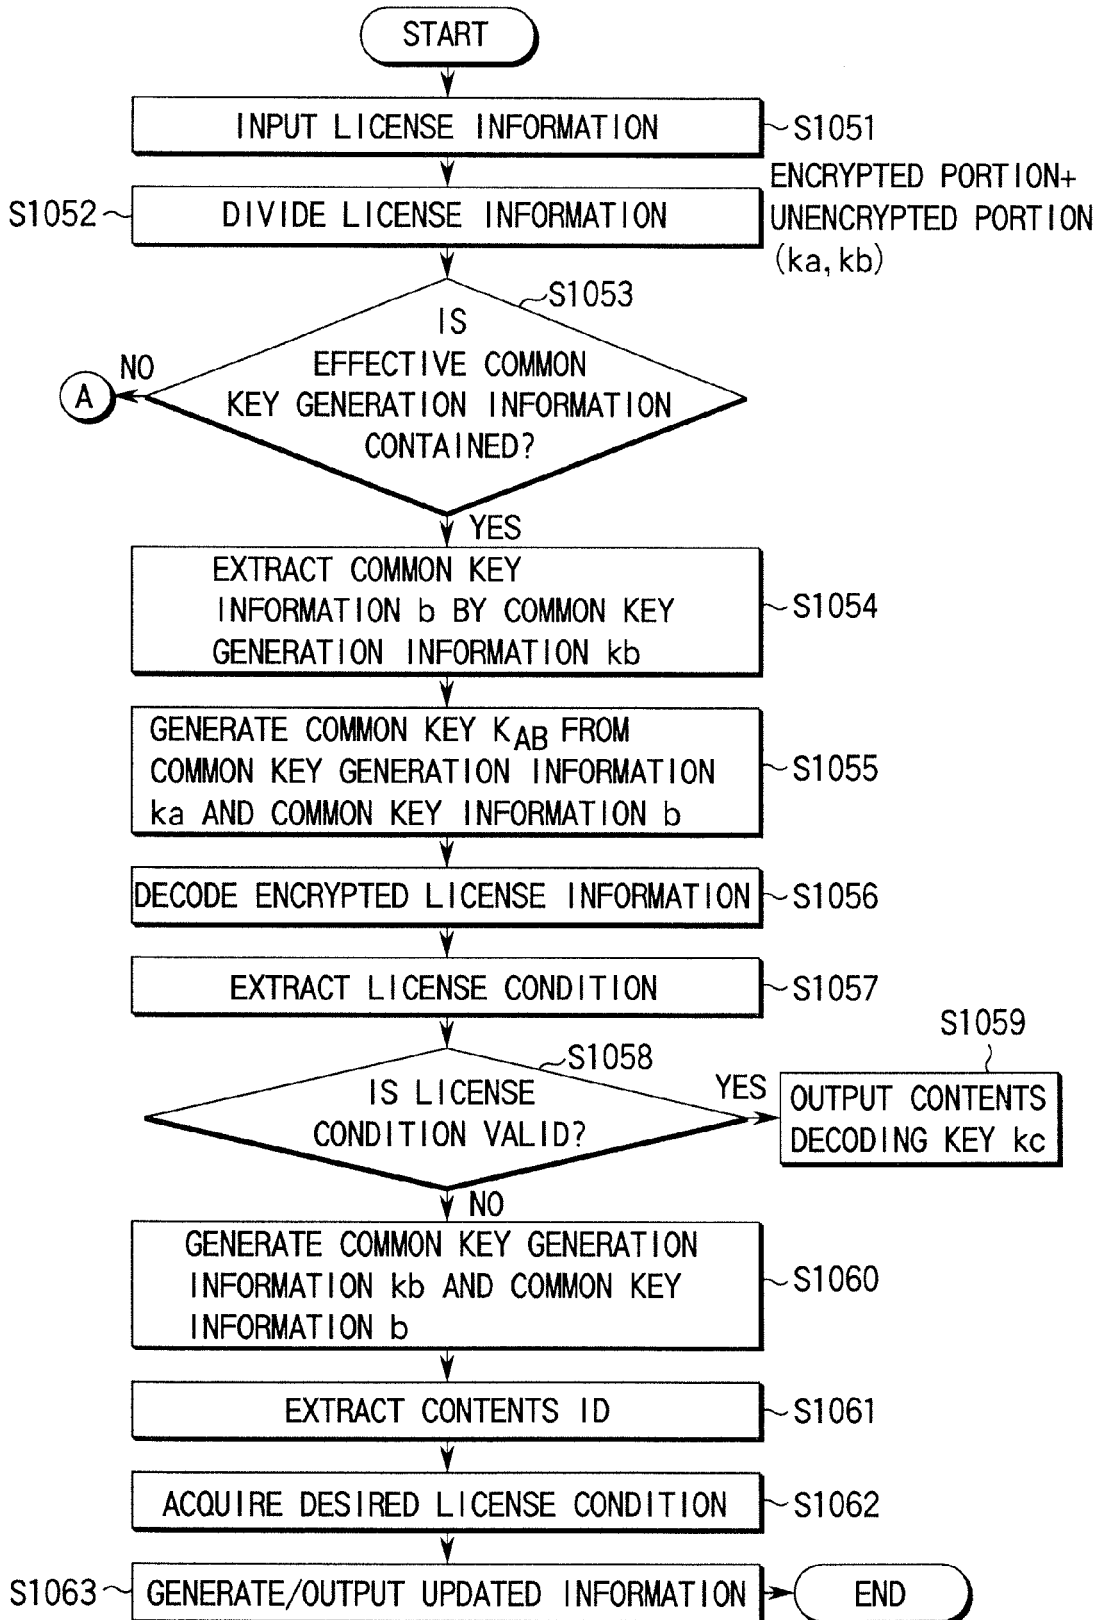 START
INPUT LICENSE INFORMATION
S1051
S1052
DIVIDE LICENSE INFORMATION
ENCRYPTED PORTION+
UNENCRYPTED PORTION
(ka, kb)
S1053
IS
EFFECTIVE COMMON
KEY GENERATION INFORMATION
CONTAINED?
NO
A
YES
EXTRACT COMMON KEY
INFORMATION b BY COMMON KEY
GENERATION INFORMATION kb
S1054
GENERATE COMMON KEY KAB FROM
COMMON KEY GENERATION INFORMATION
ka AND COMMON KEY INFORMATION b
S1055
DECODE ENCRYPTED LICENSE INFORMATION
S1056
EXTRACT LICENSE CONDITION
S1057
S1058
IS LICENSE
CONDITION VALID?
YES
S1059
OUTPUT CONTENTS
DECODING KEY kc
NO
GENERATE COMMON KEY GENERATION
INFORMATION kb AND COMMON KEY
INFORMATION b
S1060
EXTRACT CONTENTS ID
S1061
ACQUIRE DESIRED LICENSE CONDITION
S1062
S1063
GENERATE/OUTPUT UPDATED INFORMATION
END